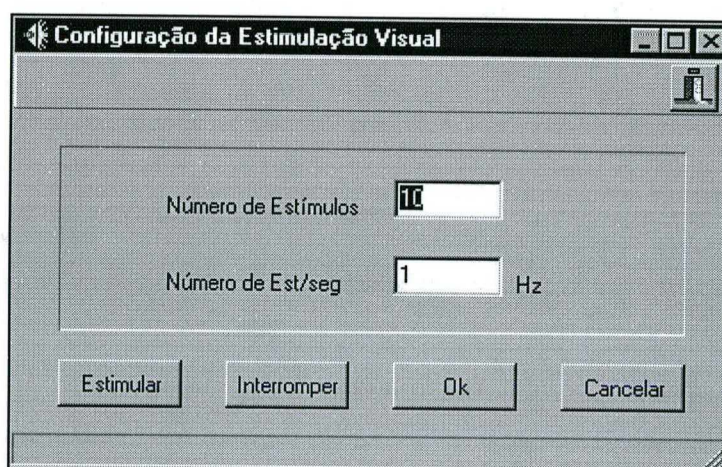 Configuração da Estimulação Visual
Número de Estímulos 10
Número de Est/seg 1 Hz
Estimular Interromper Ok Cancelar